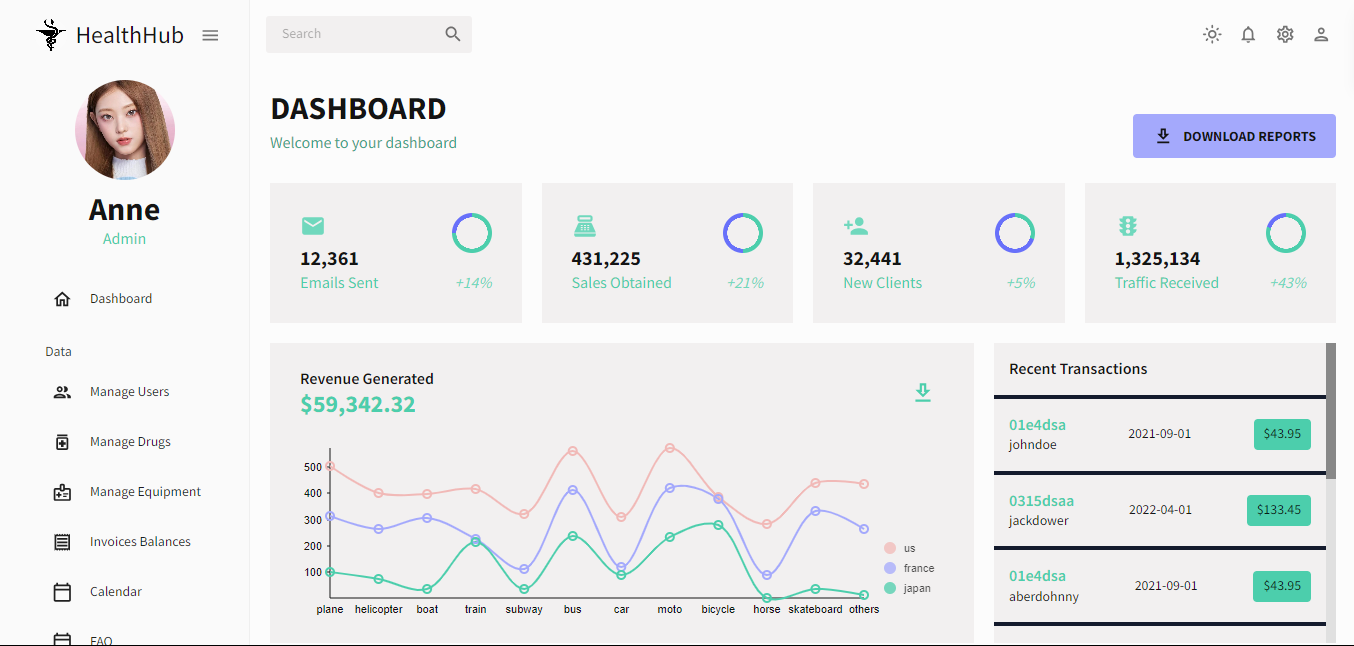 HealthHub
Search
Anne
Admin
Dashboard
Data
Manage Users
Manage Drugs
Manage Equipment
Invoices Balances
Calendar
FAQ
DASHBOARD
Welcome to your dashboard
DOWNLOAD REPORTS
12,361
Emails Sent
+14%
431,225
Sales Obtained
+21%
32,441
New Clients
+5%
1,325,134
Traffic Received
+43%
Revenue Generated
$59,342.32
500
400
300
200
100
plane helicopter boat train subway bus car moto bicycle horse skateboard others
us
france
japan
Recent Transactions
01e4dsa
johndoe
2021-09-01
$43.95
0315dsaa
jackdower
2022-04-01
$133.45
01e4dsa
aberdohnny
2021-09-01
$43.95